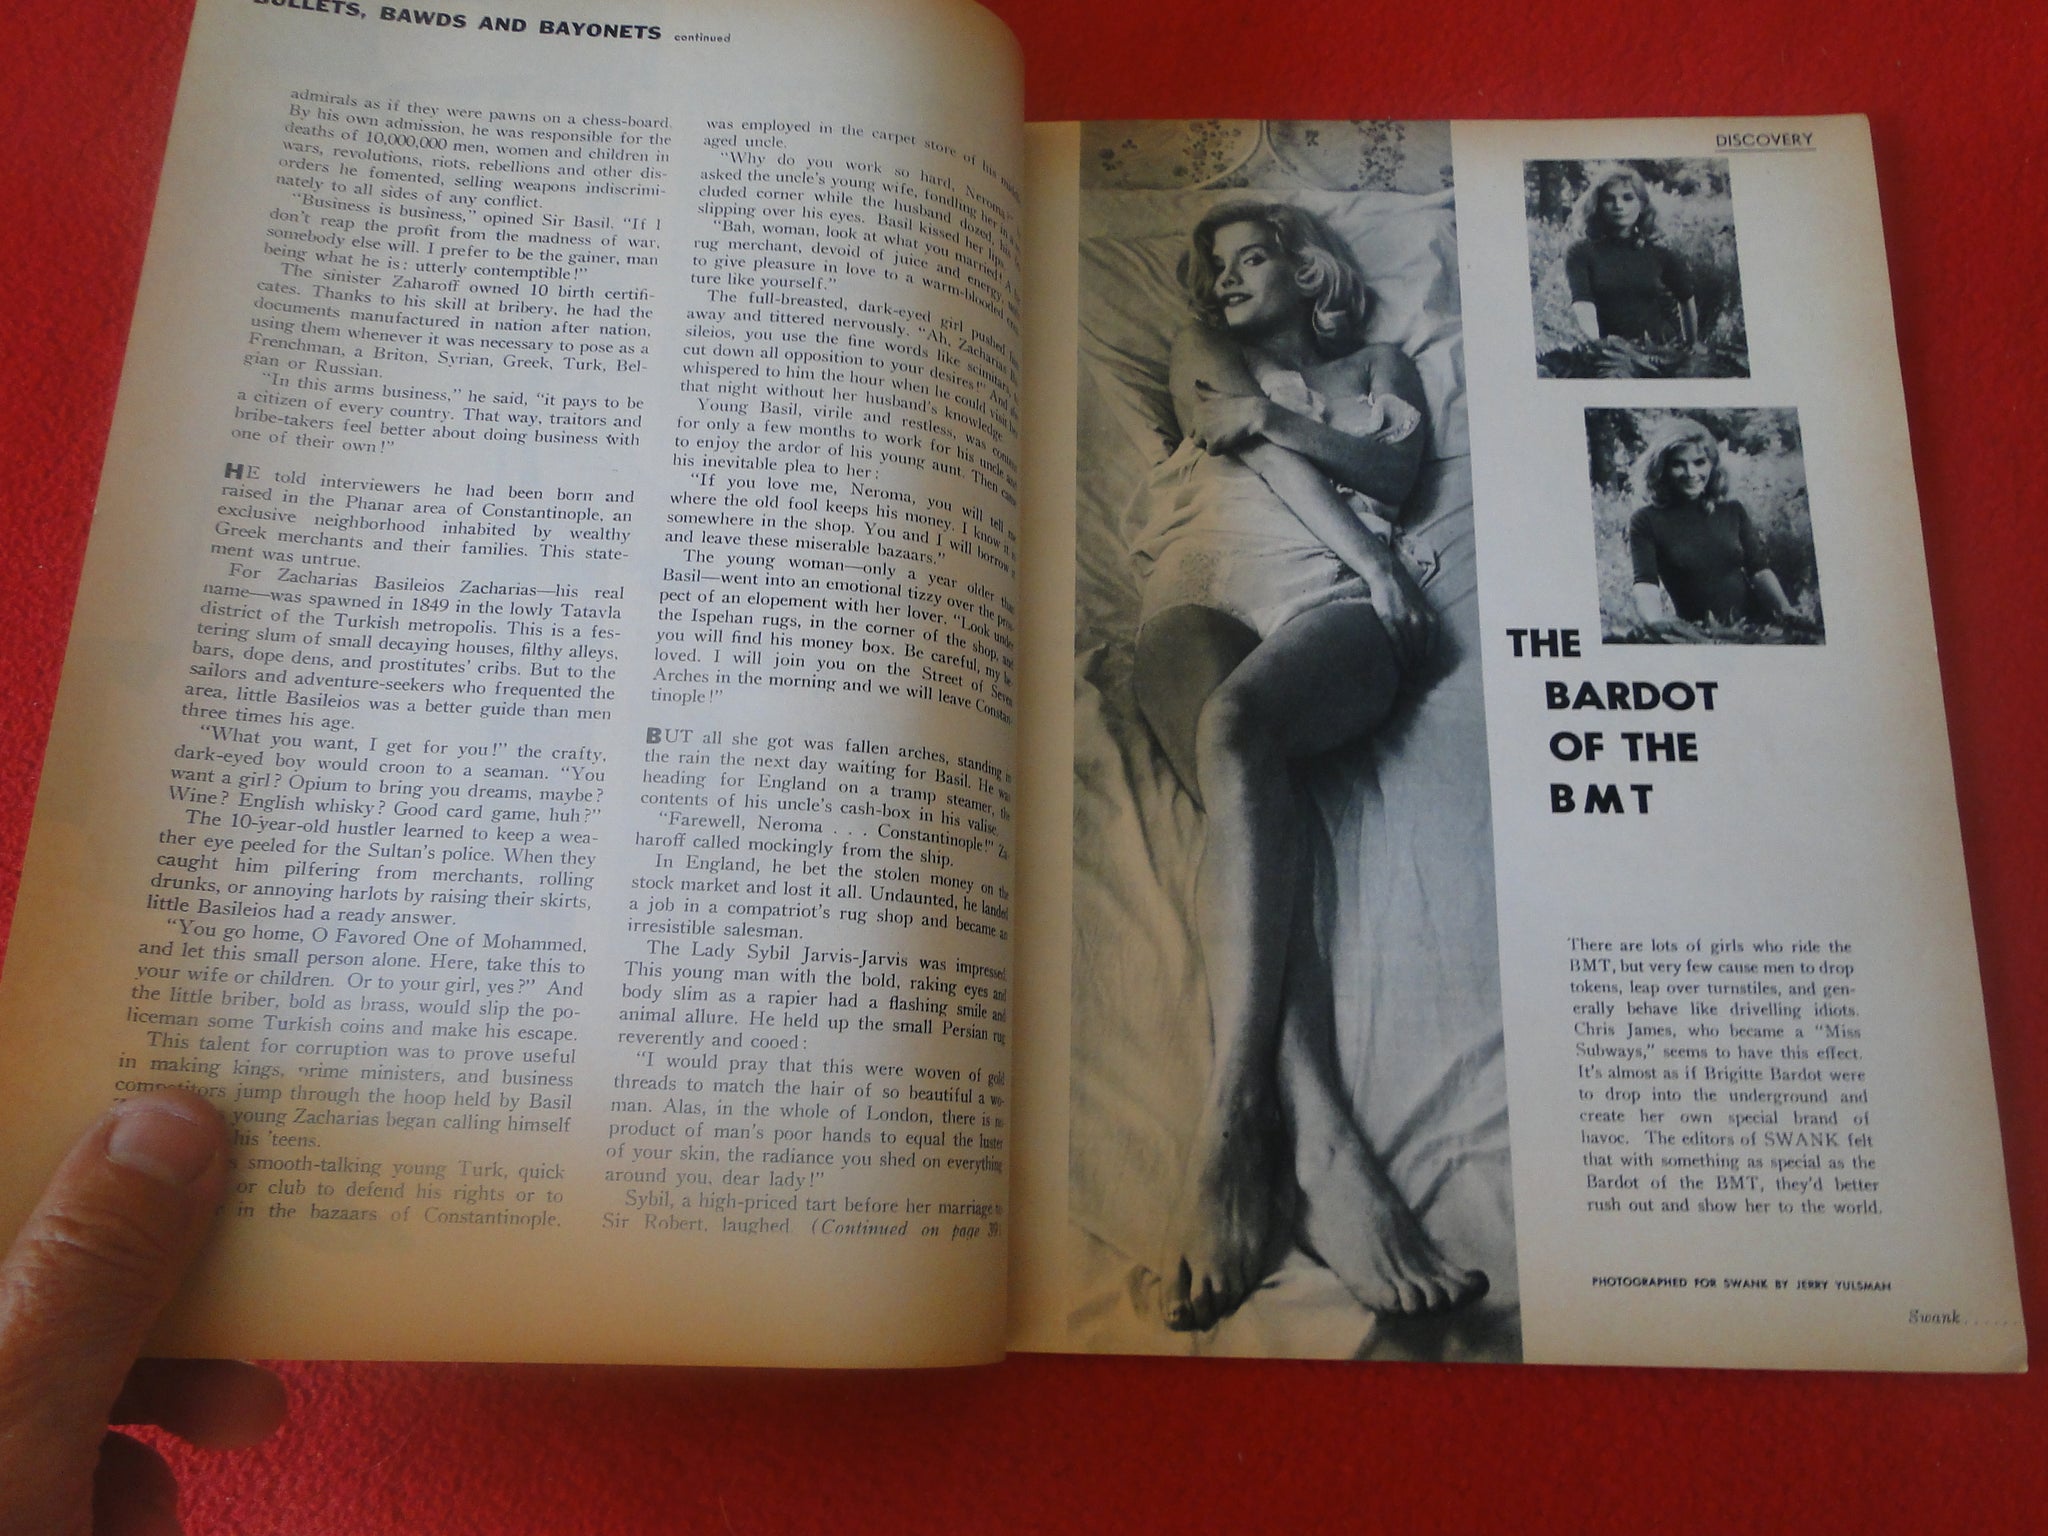 BULLETS, BAWDS AND BAYONETS continued
admirals as if they were pawns on a chess-board.
By his own admission, he was responsible for the
deaths of 10,000,000 men, women and children in
wars, revolutions, riots, rebellions and other dis-
orders he fomented, selling weapons indiscrimi-
nately to all sides of any conflict.
"Business is business," opined Sir Basil. "If I
don't reap the profit from the madness of war,
somebody else will. I prefer to be the gainer, man
being what he is: utterly contemptible!"
The sinister Zaharoff owned 10 birth certifi-
cates. Thanks to his skill at bribery, he had the
documents manufactured in nation after nation,
using them whenever it was necessary to pose as a
Frenchman, a Briton, Syrian, Greek, Turk, Bel-
gian or Russian.
"In this arms business," he said, "it pays to be
a citizen of every country. That way, traitors and
bribe-takers feel better about doing business with
one of their own!"
HE told interviewers he had been born and
raised in the Phanar area of Constantinople, an
exclusive neighborhood inhabited by wealthy
Greek merchants and their families. This state-
ment was untrue.
For Zacharias Basileios Zacharias—his real
name—was spawned in 1849 in the lowly Tatavla
district of the Turkish metropolis. This is a fes-
tering slum of small decaying houses, filthy alleys,
bars, dope dens, and prostitutes' cribs. But to the
sailors and adventure-seekers who frequented the
area, little Basileios was a better guide than men
three times his age.
"What you want, I get for you!" the crafty,
dark-eyed boy would croon to a seaman. "You
want a girl? Opium to bring you dreams, maybe?
Wine? English whisky? Good card game, huh?"
The 10-year-old hustler learned to keep a wea-
ther eye peeled for the Sultan's police. When they
caught him pilfering from merchants, rolling
drunks, or annoying harlots by raising their skirts,
little Basileios had a ready answer.
"You go home, O Favored One of Mohammed,
and let this small person alone. Here, take this to
your wife or children. Or to your girl, yes?" And
the little briber, bold as brass, would slip the po-
liceman some Turkish coins and make his escape.
This talent for corruption was to prove useful
in making kings, prime ministers, and business
competitors jump through the hoop held by Basil
young Zacharias began calling himself
his 'teens.
smooth-talking young Turk, quick
or club to defend his rights or to
in the bazaars of Constantinople,
was employed in the carpet store of his
aged uncle.
"Why do you work so hard, Neroma?"
asked the uncle's young wife, fondling her in a
cluded corner while the husband dozed, his
slipping over his eyes. Basil kissed her lips.
"Bah, woman, look at what you married! A
rug merchant, devoid of juice and energy,
to give pleasure in love to a warm-blooded
ture like yourself."
The full-breasted, dark-eyed girl pushed
away and tittered nervously. "Ah, Zacharias
sileios, you use the fine words like scimitars
cut down all opposition to your desires!" And
whispered to him the hour when he could visit
that night without her husband's knowledge.
Young Basil, virile and restless, was content
for only a few months to work for his uncle and
to enjoy the ardor of his young aunt. Then came
his inevitable plea to her:
"If you love me, Neroma, you will tell me
where the old fool keeps his money. I know it is
somewhere in the shop. You and I will borrow it
and leave these miserable bazaars."
The young woman—only a year older than
Basil—went into an emotional tizzy over the pros-
pect of an elopement with her lover. "Look under
the Ispehan rugs, in the corner of the shop, and
you will find his money box. Be careful, my be-
loved. I will join you on the Street of Seven
Arches in the morning and we will leave Constan-
tinople!"
BUT all she got was fallen arches, standing in
the rain the next day waiting for Basil. He was
heading for England on a tramp steamer, the
contents of his uncle's cash-box in his valise.
"Farewell, Neroma . . . Constantinople!" Za-
haroff called mockingly from the ship.
In England, he bet the stolen money on the
stock market and lost it all. Undaunted, he landed
a job in a compatriot's rug shop and became an
irresistible salesman.
The Lady Sybil Jarvis-Jarvis was impressed.
This young man with the bold, raking eyes and
body slim as a rapier had a flashing smile and
animal allure. He held up the small Persian rug
reverently and cooed:
"I would pray that this were woven of gold
threads to match the hair of so beautiful a wo-
man. Alas, in the whole of London, there is no
product of man's poor hands to equal the luster
of your skin, the radiance you shed on everything
around you, dear lady!"
Sybil, a high-priced tart before her marriage to
Sir Robert, laughed. (Continued on page 39)
DISCOVERY
THE
BARDOT
OF THE
BMT
There are lots of girls who ride the
BMT, but very few cause men to drop
tokens, leap over turnstiles, and gen-
erally behave like drivelling idiots.
Chris James, who became a "Miss
Subways," seems to have this effect.
It's almost as if Brigitte Bardot were
to drop into the underground and
create her own special brand of
havoc. The editors of SWANK felt
that with something as special as the
Bardot of the BMT, they'd better
rush out and show her to the world.
PHOTOGRAPHED FOR SWANK BY JERRY YULSMAN
Swank.......